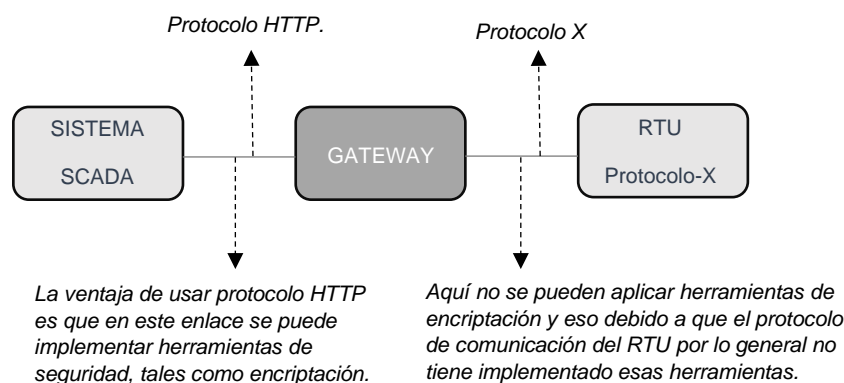 Protocolo HTTP.
Protocolo X
SISTEMA
SCADA
GATEWAY
RTU
Protocolo-X
La ventaja de usar protocolo HTTP
es que en este enlace se puede
implementar herramientas de
seguridad, tales como encriptación.
Aquí no se pueden aplicar herramientas de
encriptación y eso debido a que el protocolo
de comunicación del RTU por lo general no
tiene implementado esas herramientas.